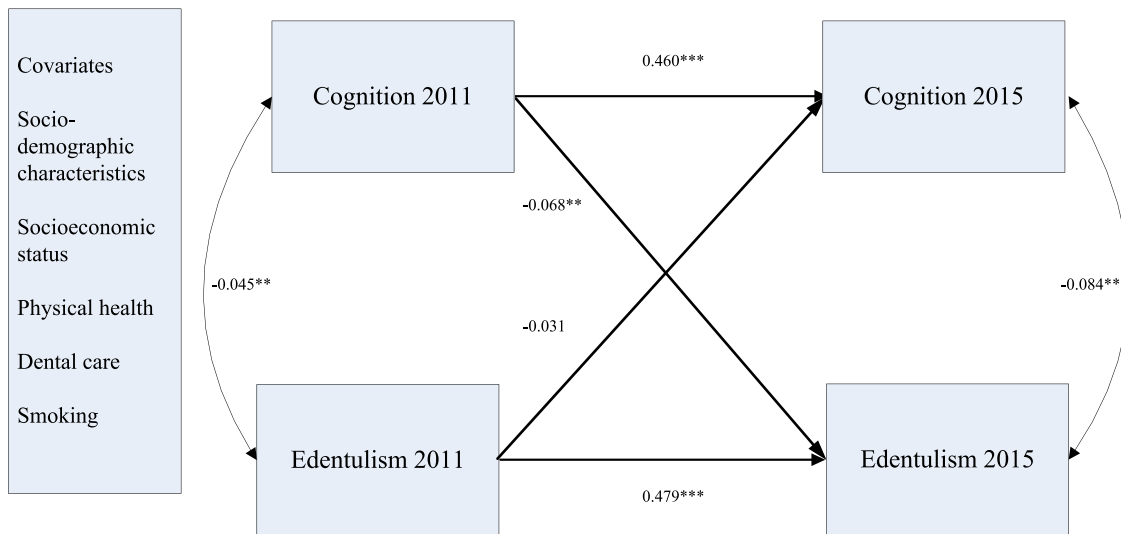 Covariates
Socio-
demographic
characteristics
Socioeconomic
status
Physical health
Dental care
Smoking
0.460***
Cognition 2011
Cognition 2015
-0.068**
-0.045**
-0.084**
-0.031
Edentulism 2011
Edentulism 2015
0.479***